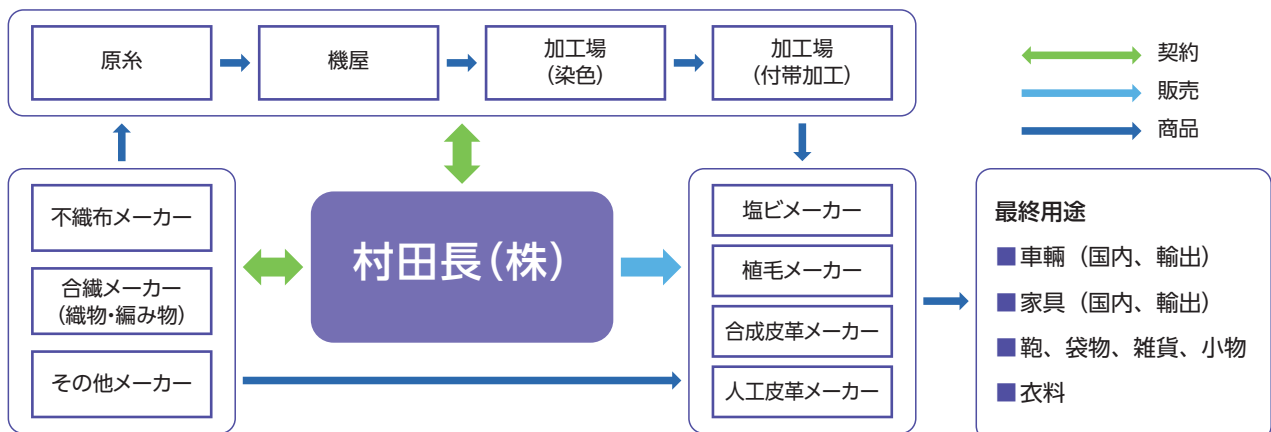 原糸
機屋
加工場
(染色)
加工場
(付帯加工)
契約
販売
商品
不織布メーカー
合繊メーカー
(織物・編み物)
その他メーカー
村田長(株)
塩ビメーカー
植毛メーカー
合成皮革メーカー
人工皮革メーカー
最終用途
■車輌（国内、輸出）
■家具（国内、輸出）
■鞄、袋物、雑貨、小物
■衣料